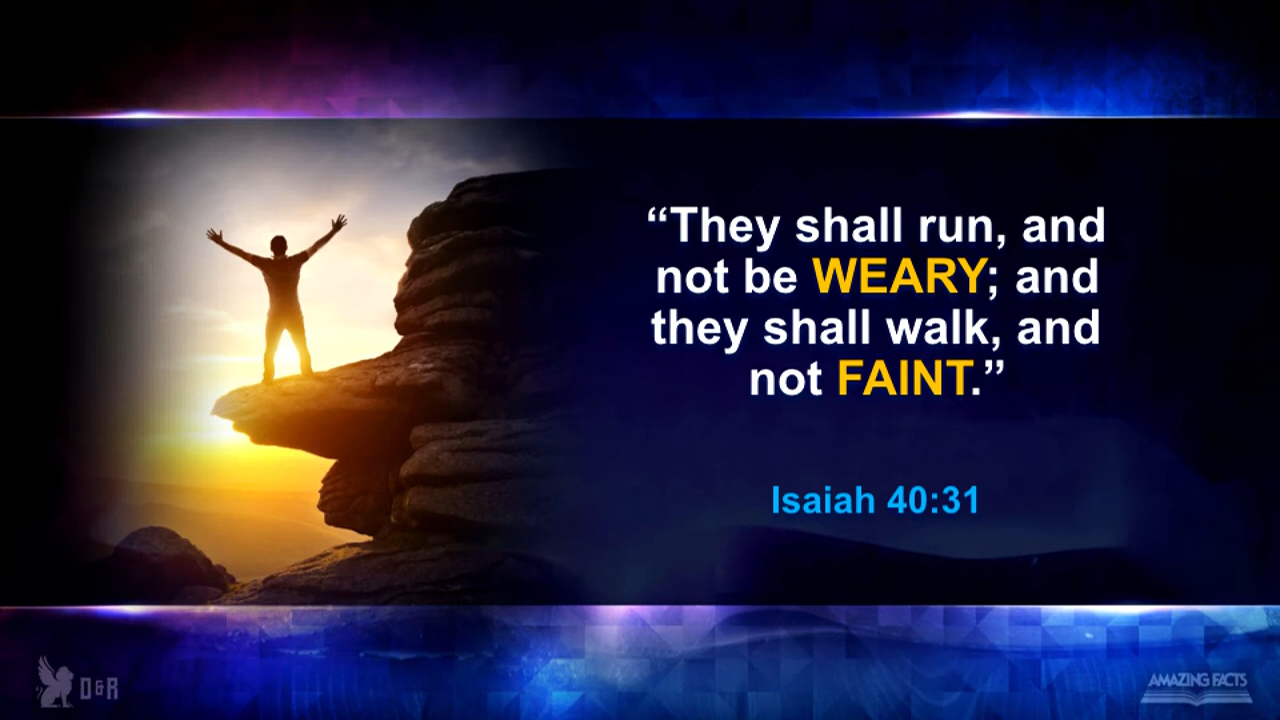 “They shall run, and
not be WEARY; and
they shall walk, and
not FAINT.”
Isaiah 40:31
D&R
AMAZING FACTS